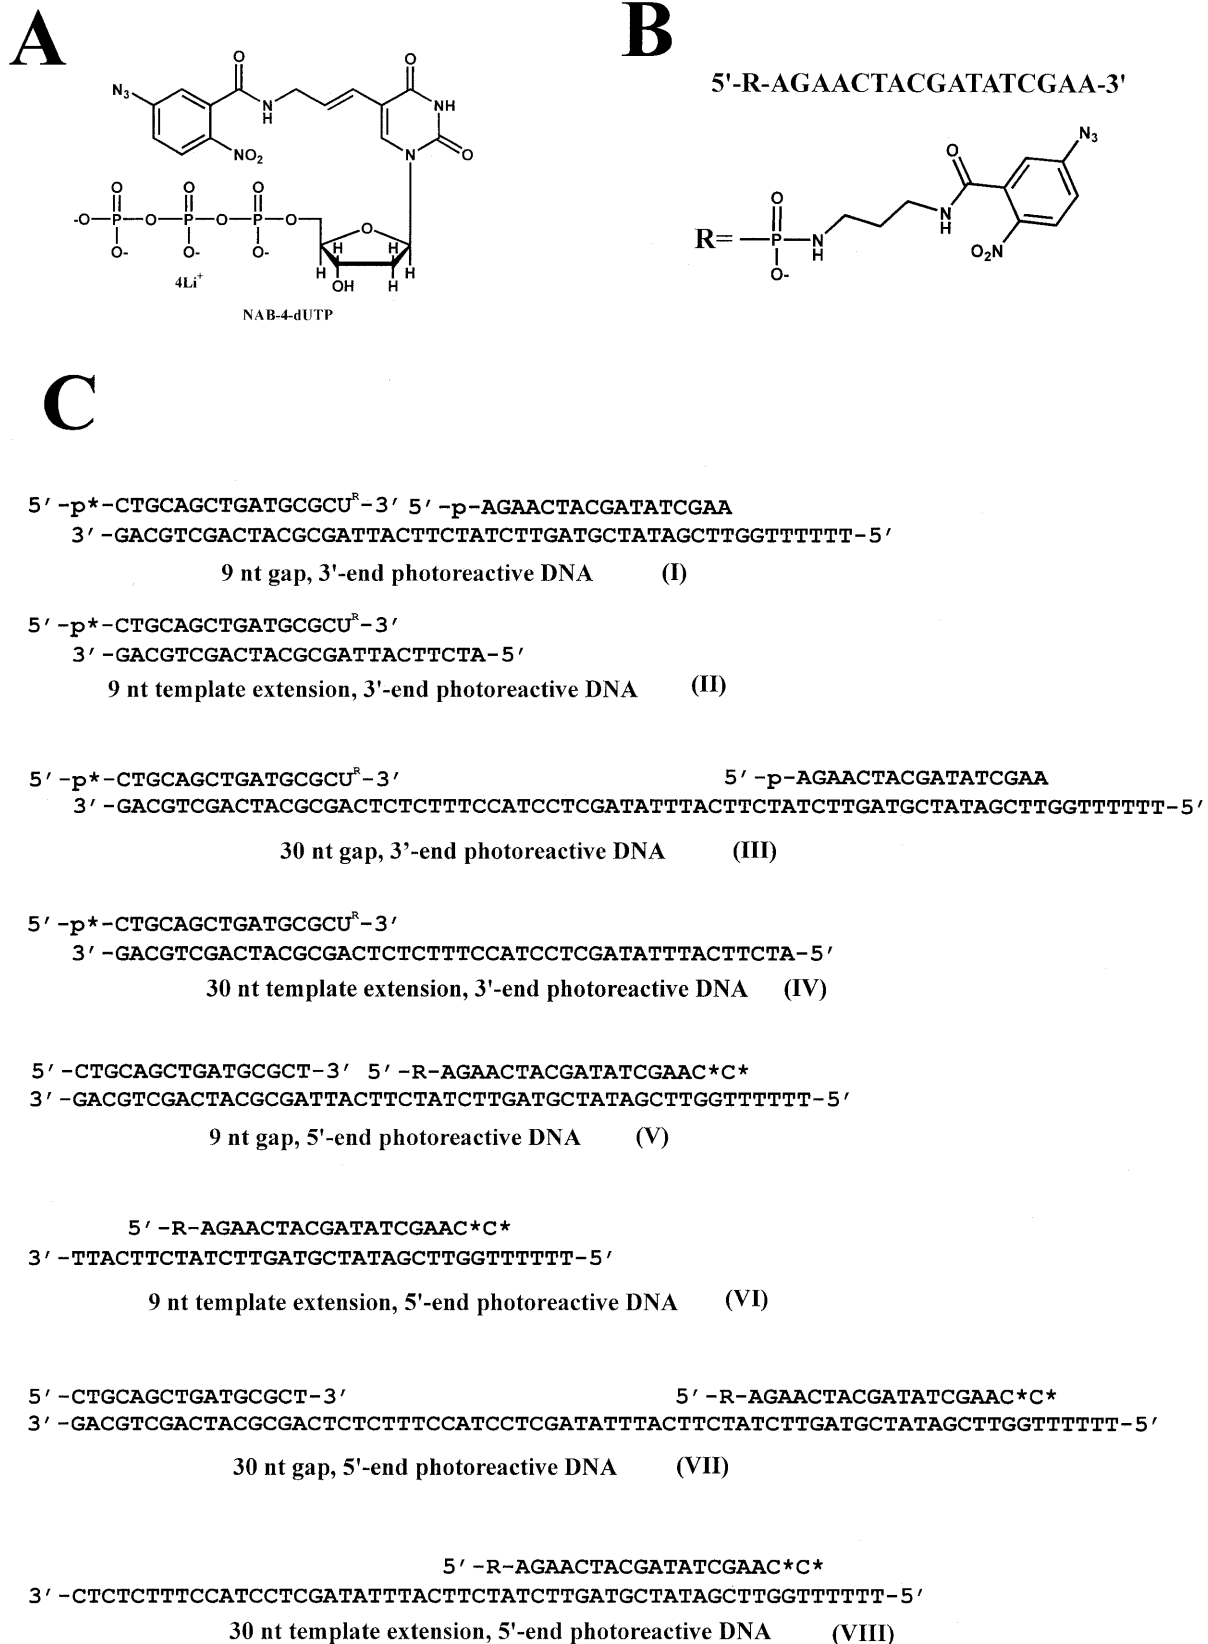 A
B
5'-R-AGAACTACGATATCGAA-3'
N3
O
N
H
O
NH
N
O
NO2
O O O
-O P O P O P O
O- O- O-
4Li+
O
H H
H H
OH H
NAB-4-dUTP
R=
O
P
O-
N
H
O
N
H
N3
O2N
C
5'-p*-CTGCAGCTGATGCGCU^R-3' 5'-p-AGAACTACGATATCGAA
3'-GACGTCGACTACGCGATTACTTCTATCTTGATGCTATAGCTTGGTTTTTT-5'
9 nt gap, 3'-end photoreactive DNA (I)
5'-p*-CTGCAGCTGATGCGCU^R-3'
3'-GACGTCGACTACGCGATTACTTCTA-5'
9 nt template extension, 3'-end photoreactive DNA (II)
5'-p*-CTGCAGCTGATGCGCU^R-3' 5'-p-AGAACTACGATATCGAA
3'-GACGTCGACTACGCGACTCTCTTTCCATCCTCGATATTTACTTCTATCTTGATGCTATAGCTTGGTTTTTT-5'
30 nt gap, 3'-end photoreactive DNA (III)
5'-p*-CTGCAGCTGATGCGCU^R-3'
3'-GACGTCGACTACGCGACTCTCTTTCCATCCTCGATATTTACTTCTA-5'
30 nt template extension, 3'-end photoreactive DNA (IV)
5'-CTGCAGCTGATGCGCT-3' 5'-R-AGAACTACGATATCGAAC*C*
3'-GACGTCGACTACGCGATTACTTCTATCTTGATGCTATAGCTTGGTTTTTT-5'
9 nt gap, 5'-end photoreactive DNA (V)
5'-R-AGAACTACGATATCGAAC*C*
3'-TTACTTCTATCTTGATGCTATAGCTTGGTTTTTT-5'
9 nt template extension, 5'-end photoreactive DNA (VI)
5'-CTGCAGCTGATGCGCT-3' 5'-R-AGAACTACGATATCGAAC*C*
3'-GACGTCGACTACGCGACTCTCTTTCCATCCTCGATATTTACTTCTATCTTGATGCTATAGCTTGGTTTTTT-5'
30 nt gap, 5'-end photoreactive DNA (VII)
5'-R-AGAACTACGATATCGAAC*C*
3'-CTCTCTTTCCATCCTCGATATTTACTTCTATCTTGATGCTATAGCTTGGTTTTTT-5'
30 nt template extension, 5'-end photoreactive DNA (VIII)